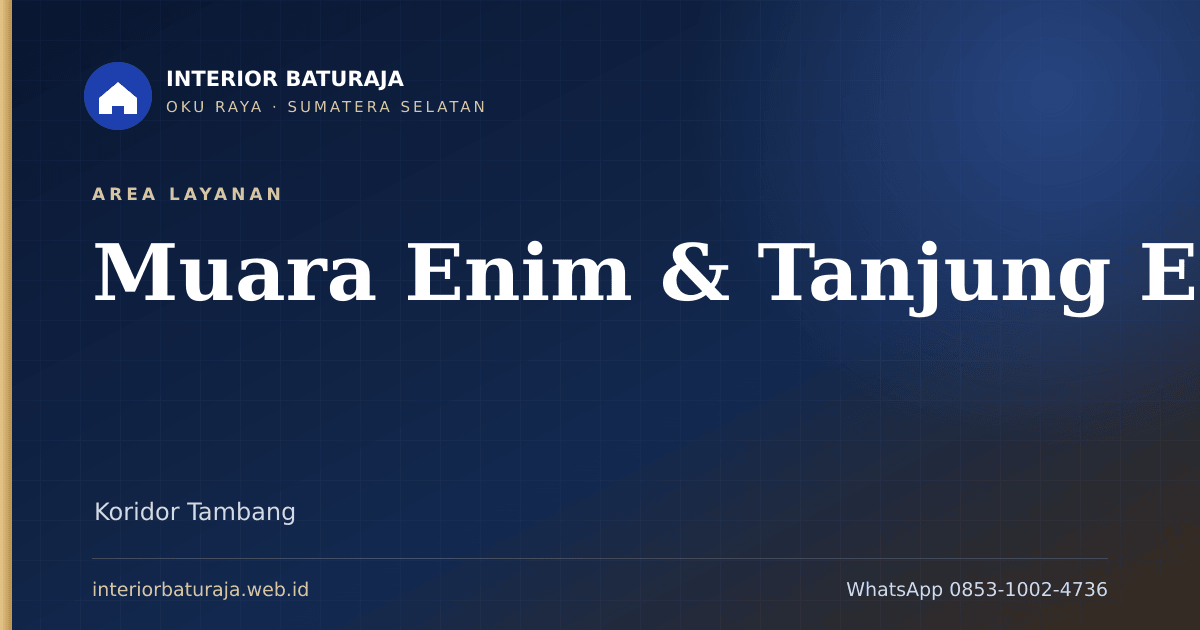 INTERIOR BATURAJA
OKU RAYA · SUMATERA SELATAN
AREA LAYANAN
Muara Enim & Tanjung E
Koridor Tambang
interiorbaturaja.web.id
WhatsApp 0853-1002-4736